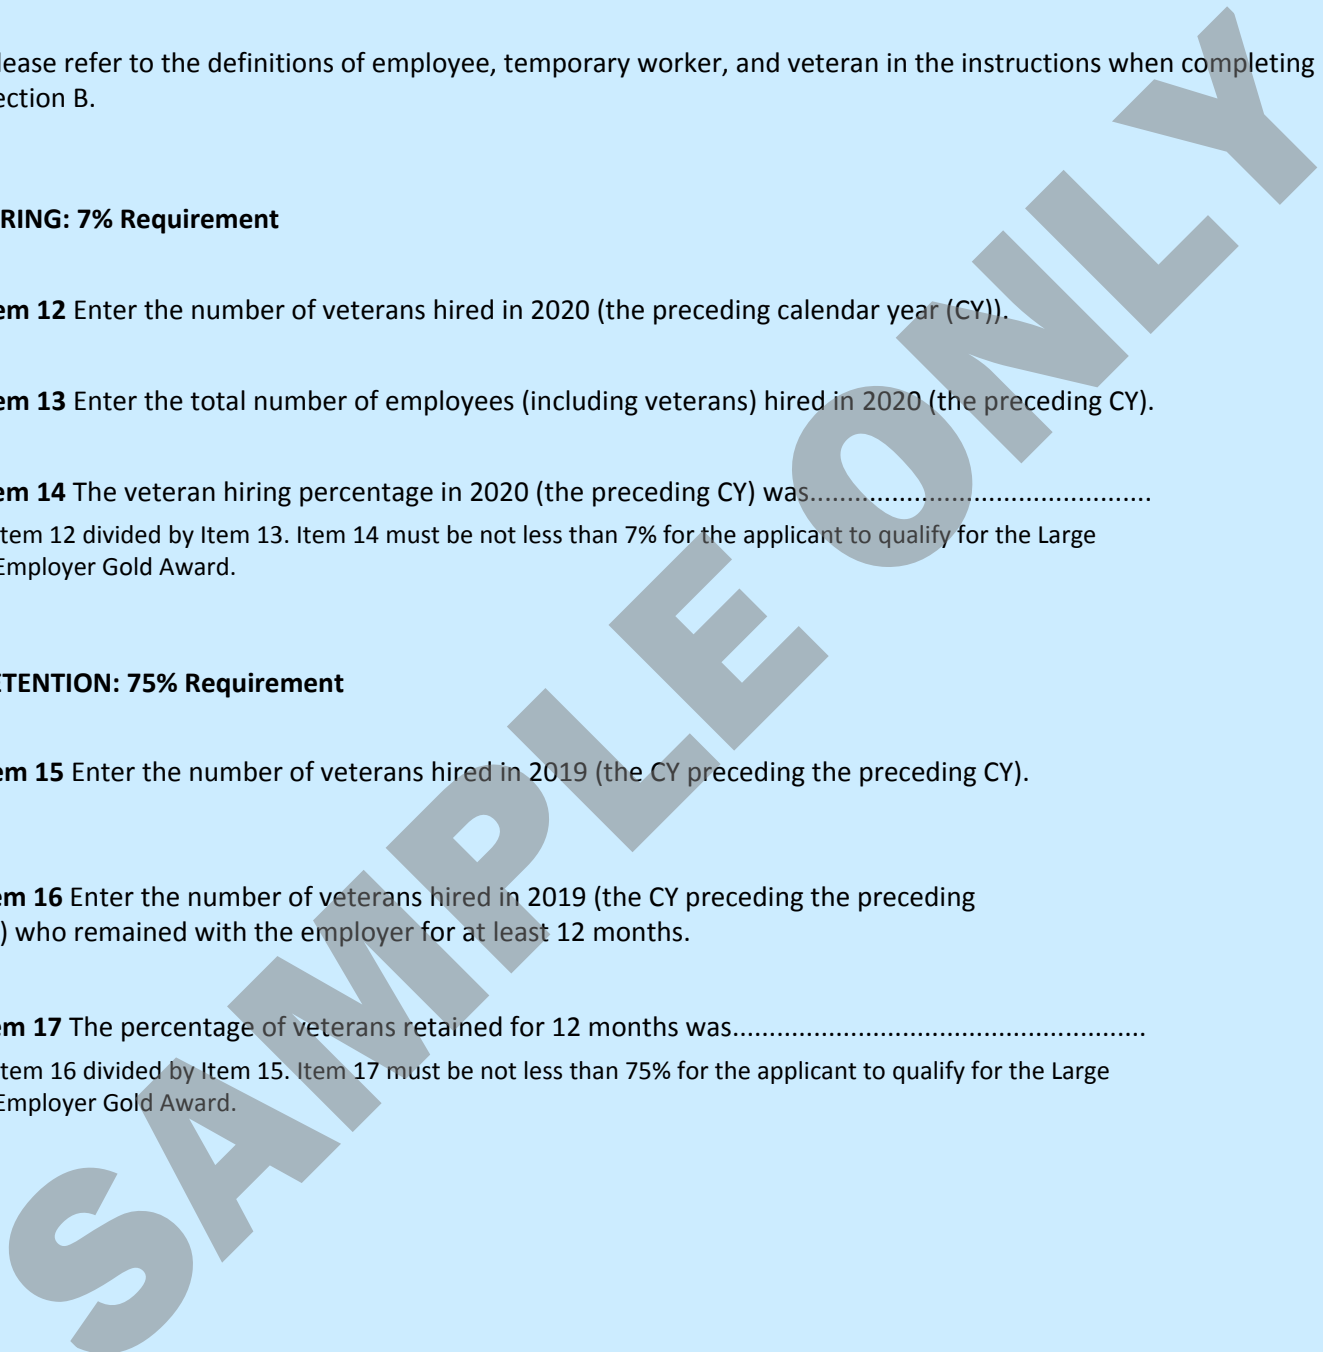 lease refer to the definitions of employee, temporary worker, and veteran in the instructions when completing
ection B.
RING: 7% Requirement
em 12 Enter the number of veterans hired in 2020 (the preceding calendar year (CY)).
em 13 Enter the total number of employees (including veterans) hired in 2020 (the preceding CY).
em 14 The veteran hiring percentage in 2020 (the preceding CY) was..............................................
tem 12 divided by Item 13. Item 14 must be not less than 7% for the applicant to qualify for the Large
Employer Gold Award.
ETENTION: 75% Requirement
em 15 Enter the number of veterans hired in 2019 (the CY preceding the preceding CY).
em 16 Enter the number of veterans hired in 2019 (the CY preceding the preceding
) who remained with the employer for at least 12 months.
em 17 The percentage of veterans retained for 12 months was........................................................
tem 16 divided by Item 15. Item 17 must be not less than 75% for the applicant to qualify for the Large
Employer Gold Award.
SAMPLE ONLY